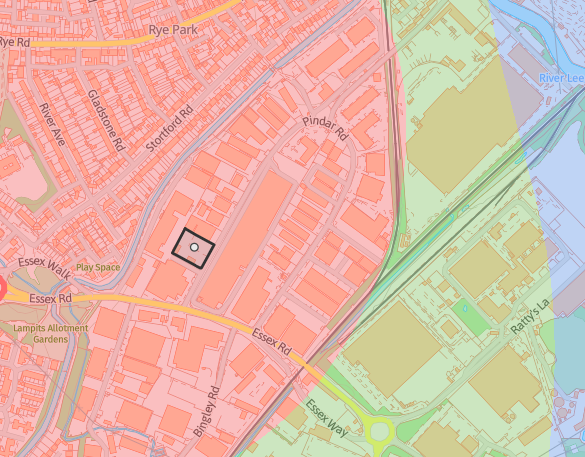 Rye Park
Rye Rd
River Ave
Gladstone Rd
Stortford Rd
Pindar Rd
River Lee
Essex Walk
Play Space
Essex Rd
Lampits Allotment
Gardens
Essex Rd
Ratty's La
Bingley Rd
Essex Way